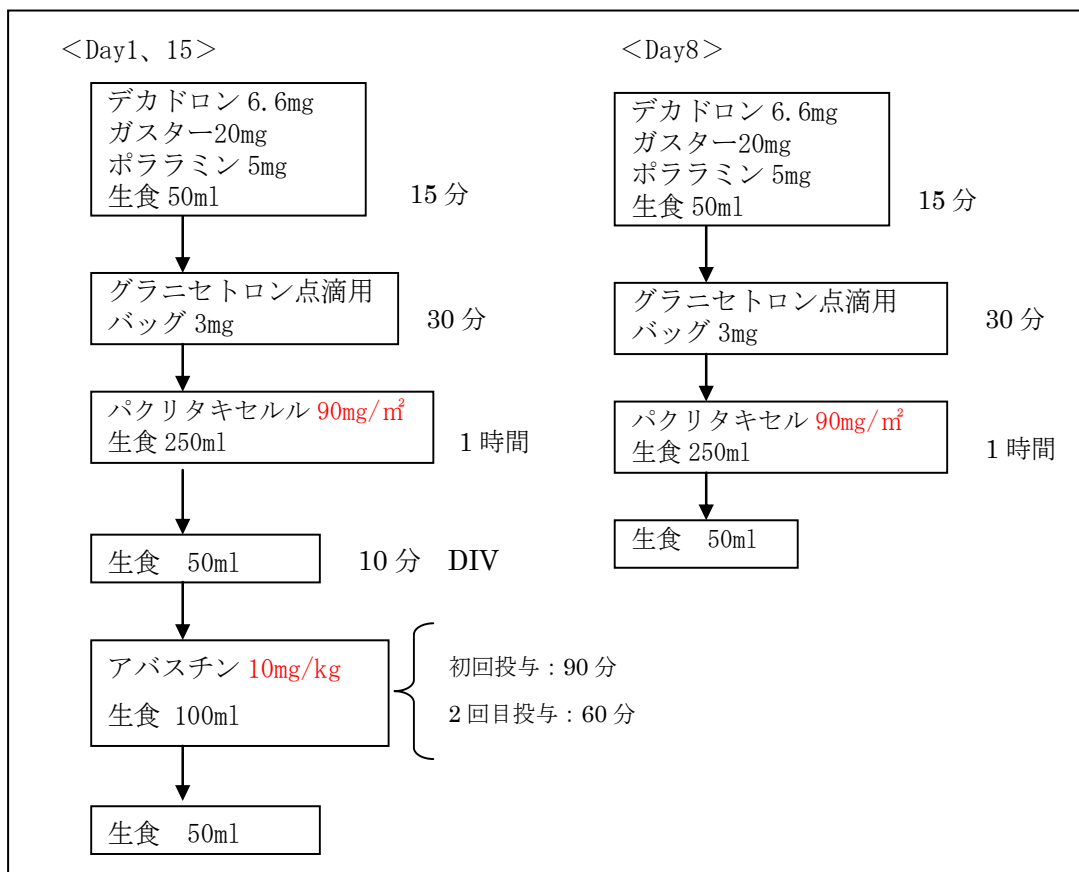 ＜Day1、15＞
デカドロン 6.6mg
ガスター20mg
ポララミン 5mg
生食 50ml
15 分
グラニセトロン点滴用
バッグ 3mg
30 分
パクリタキセルル 90mg/㎡
生食 250ml
1 時間
生食　50ml
10 分　DIV
アバスチン 10mg/kg
生食 100ml
初回投与：90 分
2 回目投与：60 分
生食　50ml
＜Day8＞
デカドロン 6.6mg
ガスター20mg
ポララミン 5mg
生食 50ml
15 分
グラニセトロン点滴用
バッグ 3mg
30 分
パクリタキセル 90mg/㎡
生食 250ml
1 時間
生食　50ml